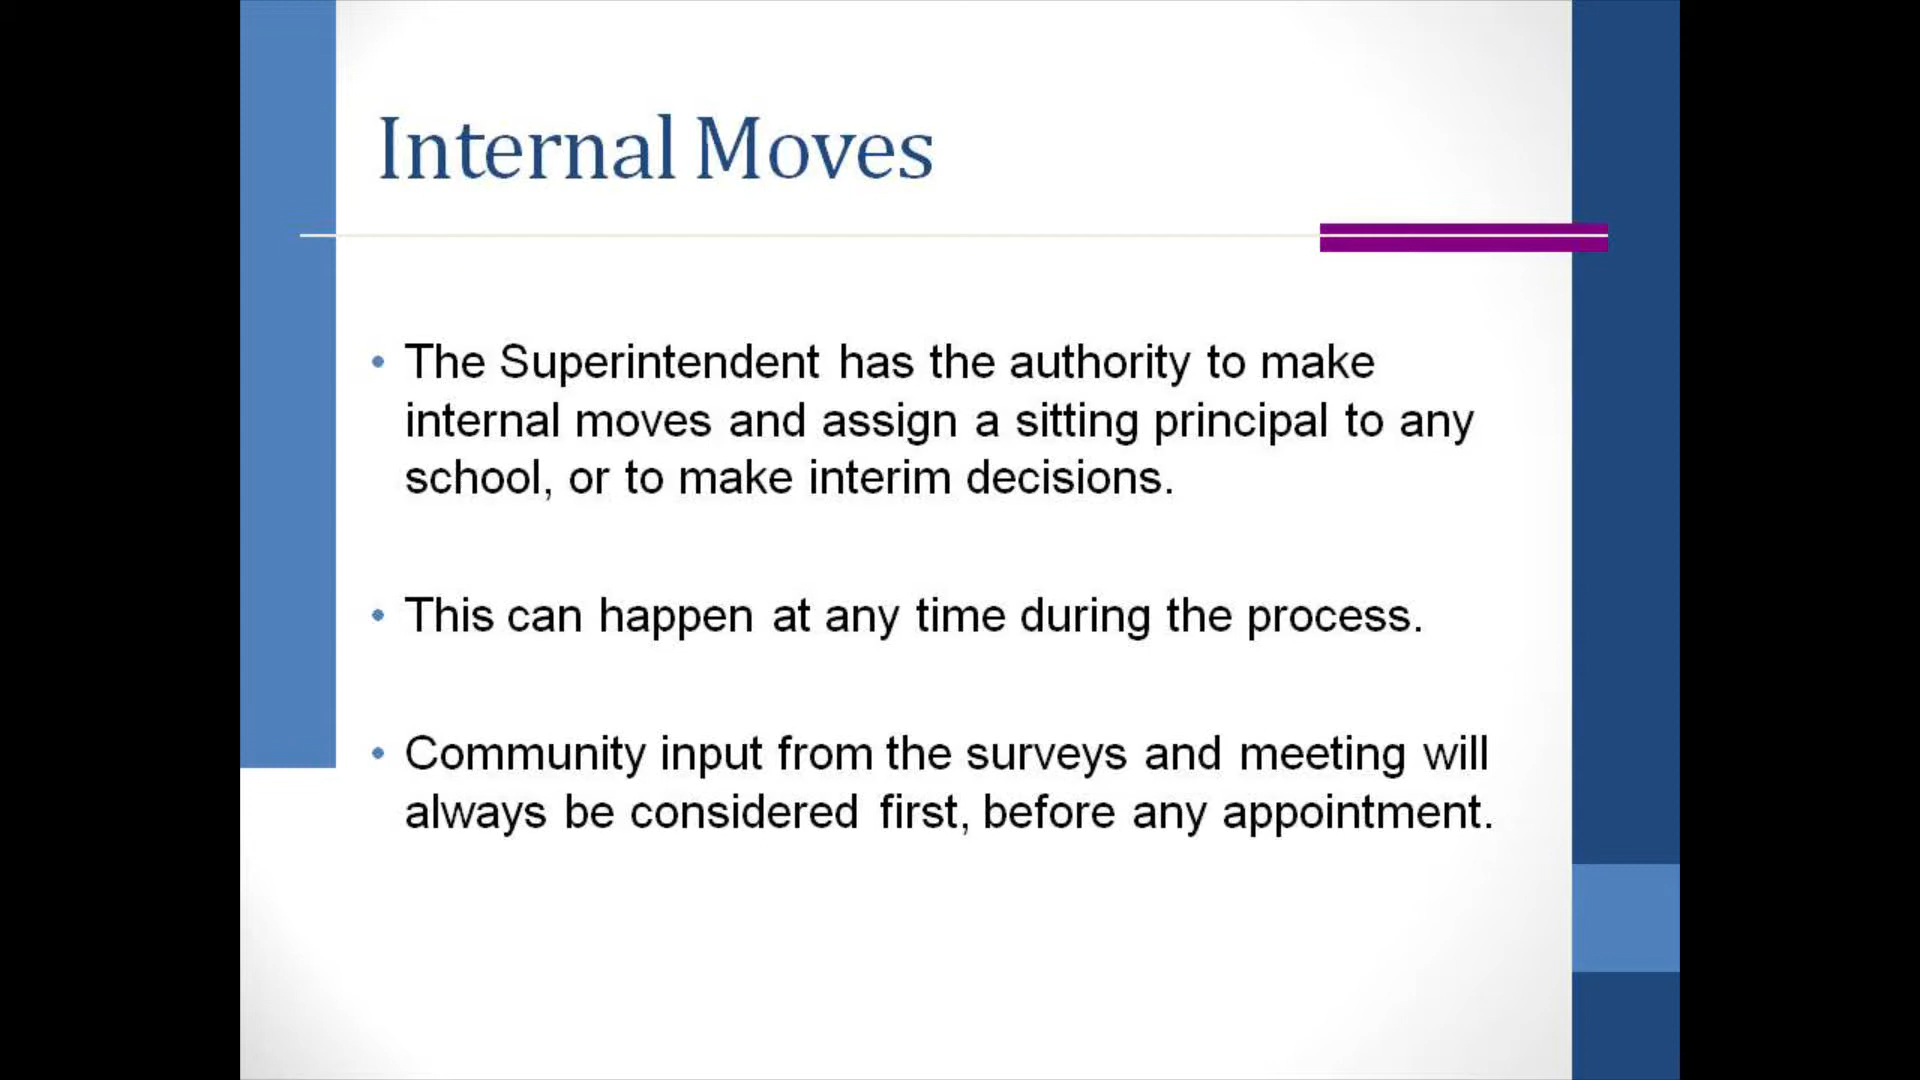 Internal Moves
• The Superintendent has the authority to make
internal moves and assign a sitting principal to any
school, or to make interim decisions.
• This can happen at any time during the process.
• Community input from the surveys and meeting will
always be considered first, before any appointment.